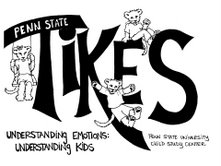 PENN STATE
TIKES
UNDERSTANDING EMOTIONS:
UNDERSTANDING KIDS
PENN STATE UNIVERSITY
CHILD STUDY CENTER